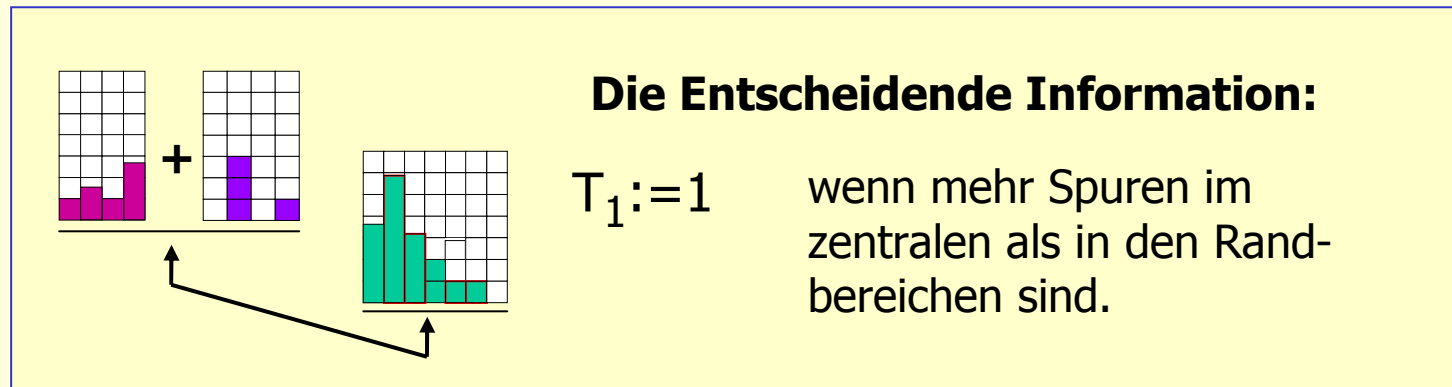 Die Entscheidende Information:
+
T₁:=1
wenn mehr Spuren im
zentralen als in den Rand-
bereichen sind.